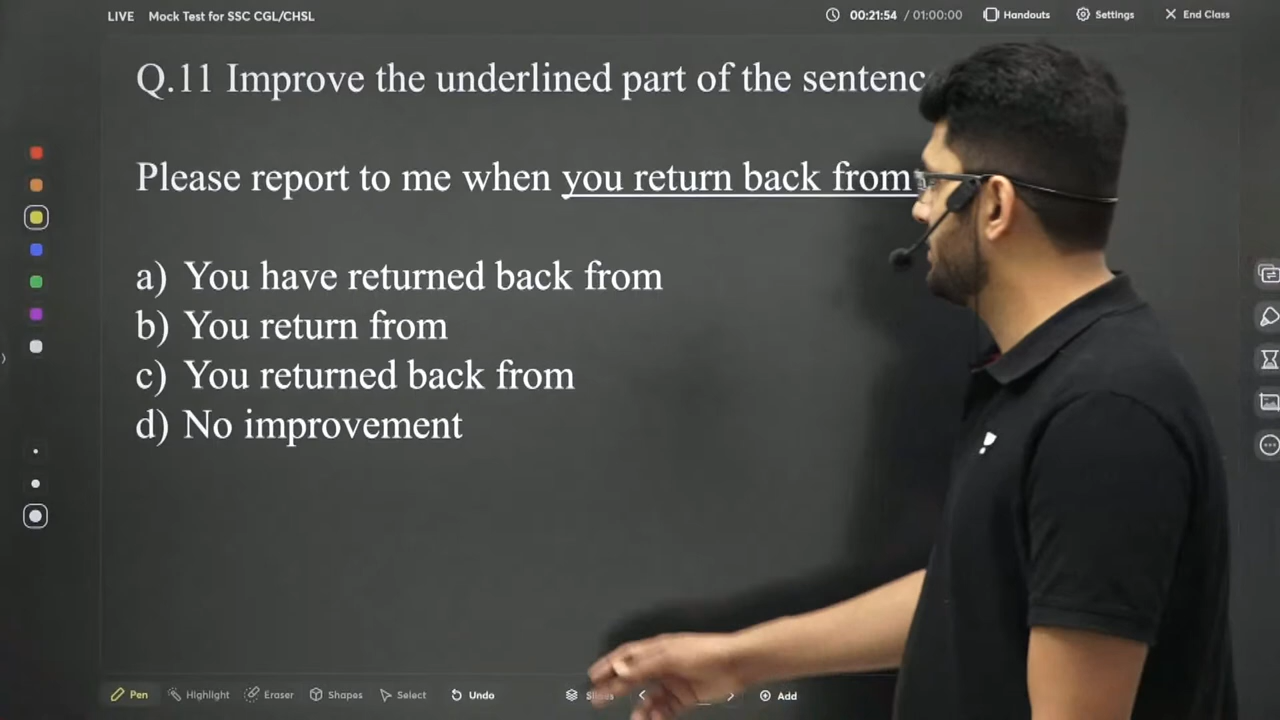 LIVE Mock Test for SSC CGL/CHSL 00:21:54 / 01:00:00 Handouts Settings End Class
Q.11 Improve the underlined part of the
Please report to me when you return back from
a) You have returned back from
b) You return from
c) You returned back from
d) No improvement
Pen Highlight Eraser Shapes Select Undo Add